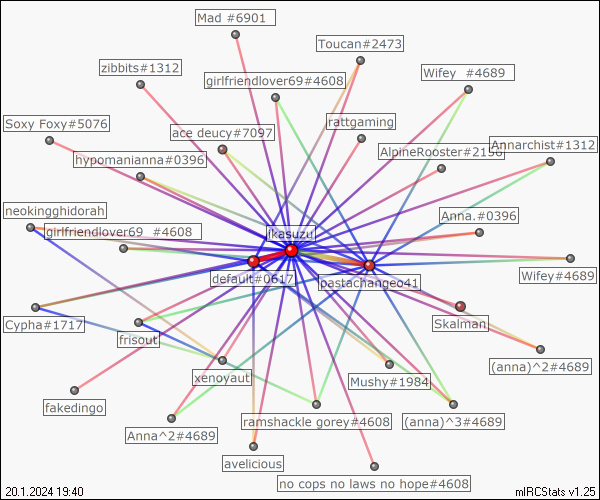 Mad #6901
Toucan#2473
zibbits#1312
Wifey  #4689
girlfriendlover69#4608
Soxy Foxy#5076
rattgaming
ace deucy#7097
Annarchist#1312
AlpineRooster#2156
hypomanianna#0396
neokingghidorah
Anna.#0396
girlfriendlover69  #4608
jkasuzu
Wifey#4689
default#0617
pastachangeo41
Cypha#1717
Skalman
frisout
(anna)^2#4689
xenoyaut
Mushy#1984
fakedingo
Anna^2#4689
ramshackle gorey#4608
(anna)^3#4689
avelicious
no cops no laws no hope#4608
20.1.2024 19:40
mIRCStats v1.25